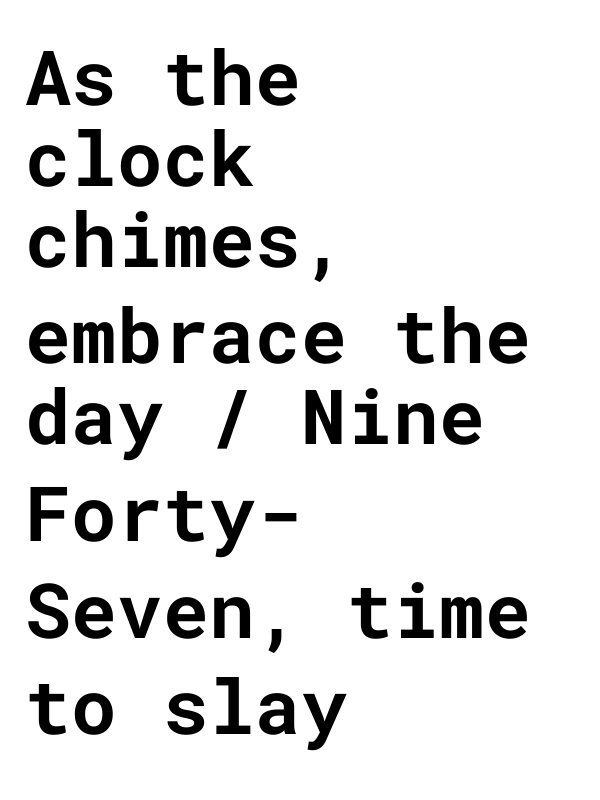 As the
clock
chimes,
embrace the
day / Nine
Forty-
Seven, time
to slay